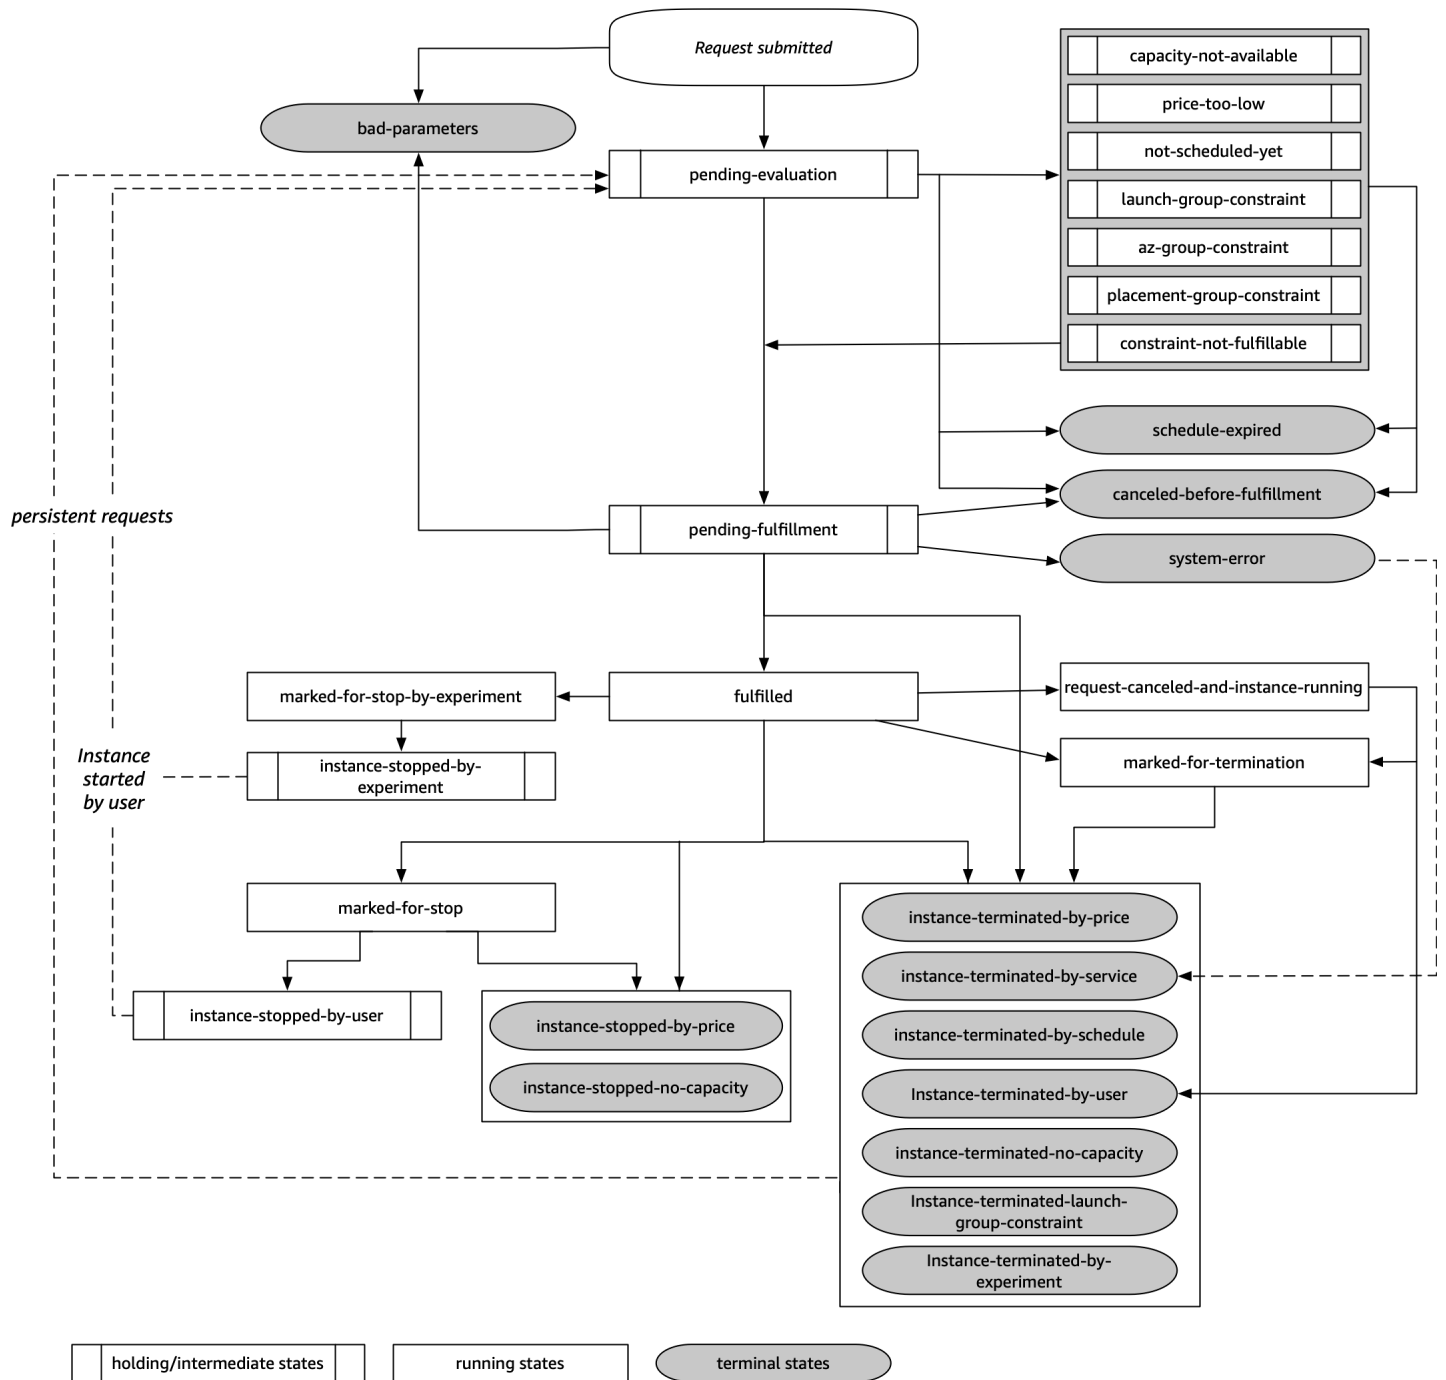 Request submitted
capacity-not-available
price-too-low
bad-parameters
not-scheduled-yet
pending-evaluation
launch-group-constraint
az-group-constraint
placement-group-constraint
constraint-not-fulfillable
schedule-expired
canceled-before-fulfillment
persistent requests
pending-fulfillment
system-error
marked-for-stop-by-experiment
fulfilled
request-canceled-and-instance-running
Instance
started
by user
instance-stopped-by-
experiment
marked-for-termination
marked-for-stop
instance-terminated-by-price
instance-terminated-by-service
instance-stopped-by-user
instance-stopped-by-price
instance-terminated-by-schedule
instance-stopped-no-capacity
Instance-terminated-by-user
instance-terminated-no-capacity
Instance-terminated-launch-
group-constraint
Instance-terminated-by-
experiment
holding/intermediate states
running states
terminal states